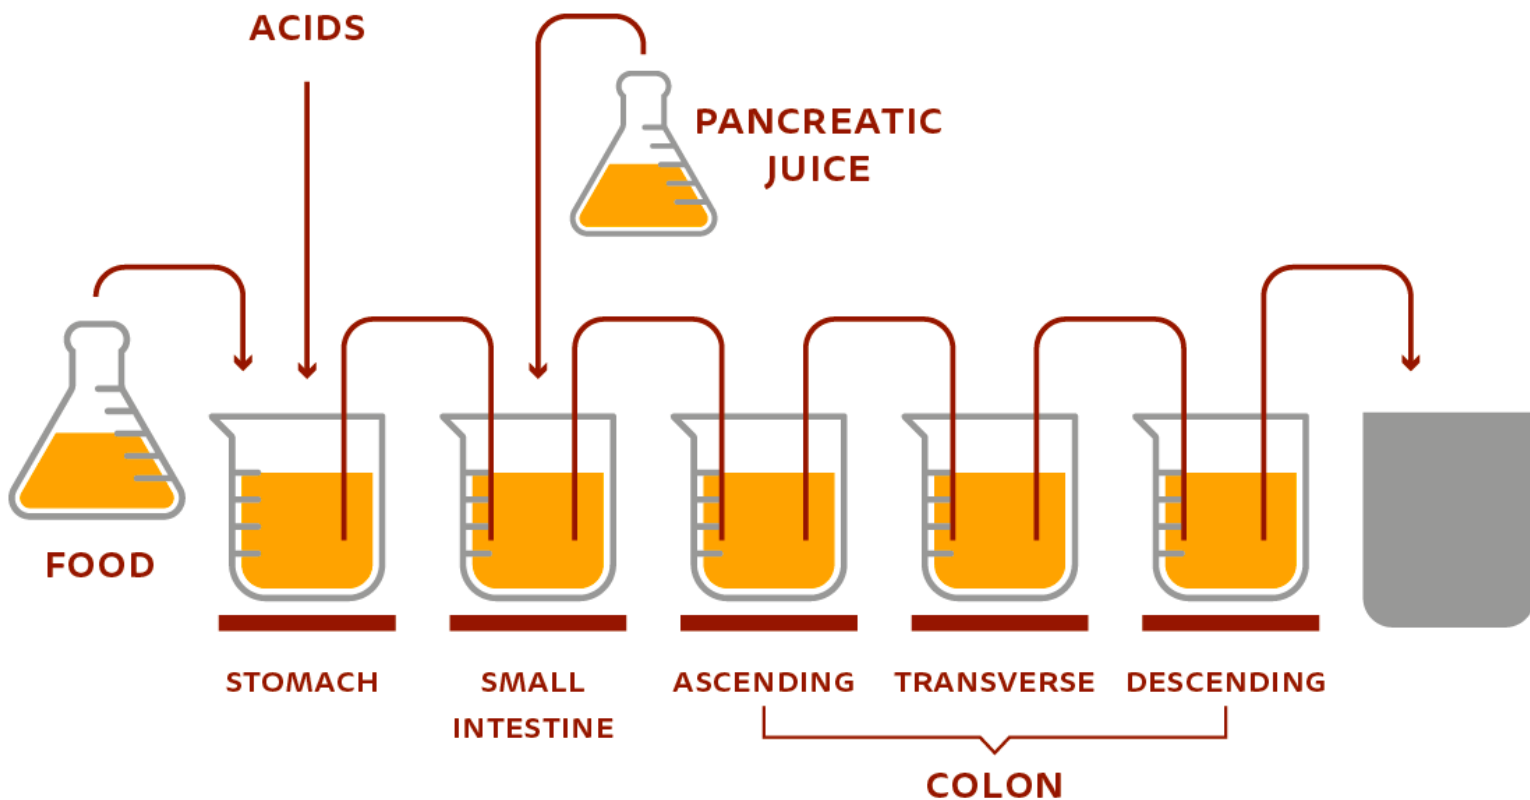 ACIDS
PANCREATIC
JUICE
FOOD
STOMACH
SMALL
INTESTINE
ASCENDING
TRANSVERSE
DESCENDING
COLON